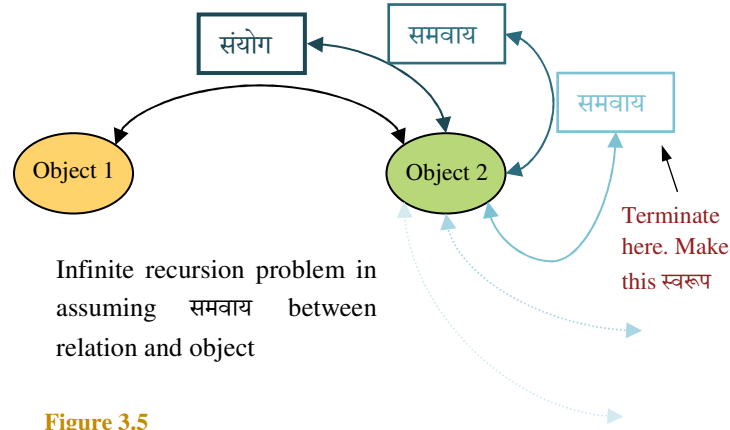 संयोग
समवाय
समवाय
Object 1
Object 2
Terminate
here. Make
this स्वरूप
Infinite recursion problem in
assuming समवाय between
relation and object
Figure 3.5